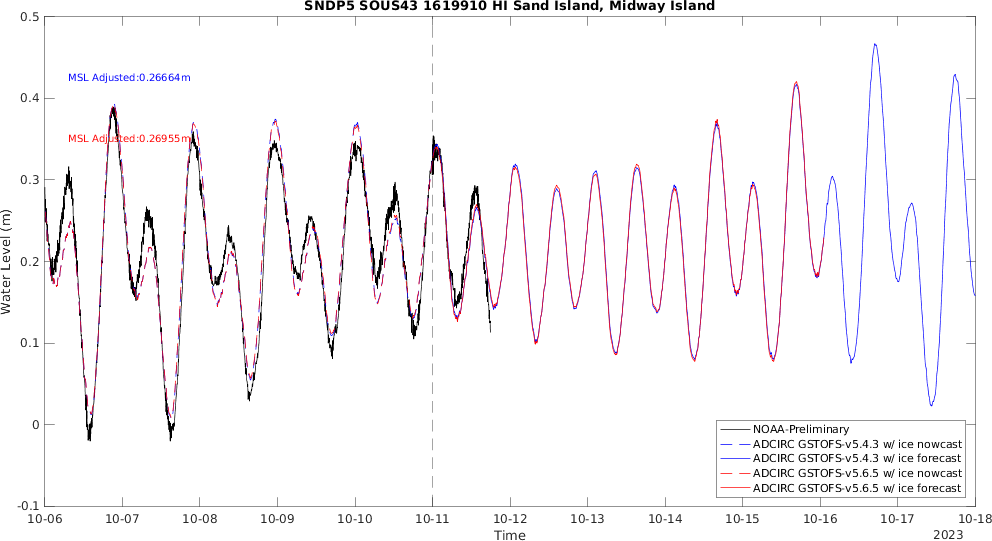 SNDP5 SOUS43 1619910 HI Sand Island, Midway Island
0.5
MSL Adjusted:0.26664m
0.4
MSL Adjusted:0.26955m
0.3
0.2
0.1
0
-0.1
Water Level (m)
NOAA-Preliminary
ADCIRC GSTOFS-v5.4.3 w/ ice nowcast
ADCIRC GSTOFS-v5.4.3 w/ ice forecast
ADCIRC GSTOFS-v5.6.5 w/ ice nowcast
ADCIRC GSTOFS-v5.6.5 w/ ice forecast
10-06 10-07 10-08 10-09 10-10 10-11 10-12 10-13 10-14 10-15 10-16 10-17 10-18
Time
2023